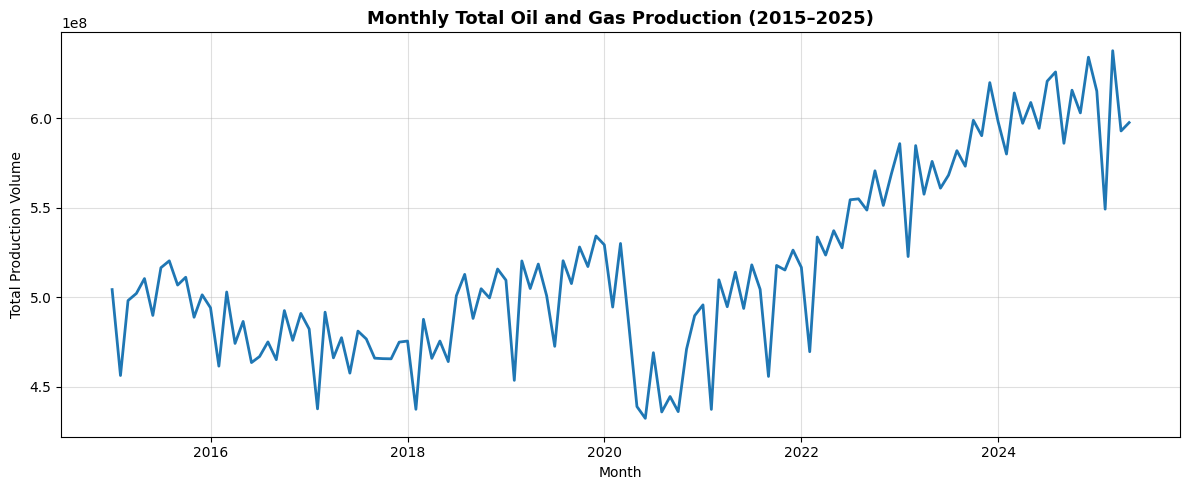 Monthly Total Oil and Gas Production (2015–2025)
1e8
6.0
5.5
5.0
4.5
Total Production Volume
2016 2018 2020 2022 2024
Month